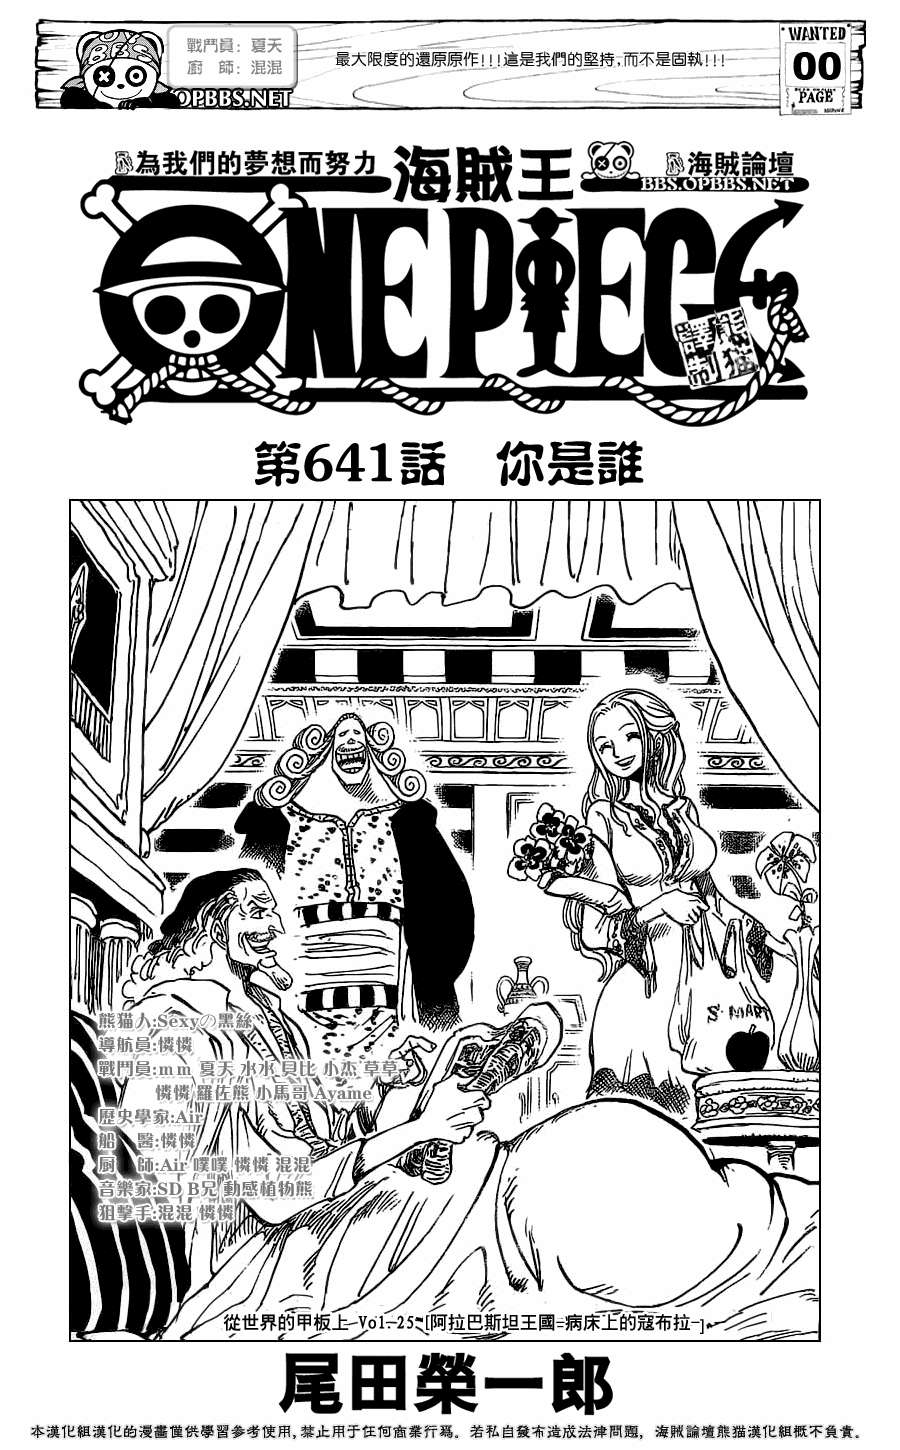 戰鬥員：夏天
廚　師：混混
OPBBS.NET
最大限度的還原原作!!!這是我們的堅持,而不是固執!!!
WANTED
00
PAGE
為我們的夢想而努力
海賊王
海賊論壇
BBS.OPBBS.NET
ONE PIECE
熊猫譯制
第641話　你是誰
S·MART
熊猫人:Sexyの黑絲
導航員:憐憐
戰鬥員:mm 夏天 水水 貝比 小杰 草草
憐憐 羅佐熊 小馬哥 Ayame
歷史學家:Air
船　醫:憐憐
厨　師:Air 噗噗 憐憐 混混
音樂家:SD B兄 動感植物熊
狙擊手:混混 憐憐
從世界的甲板上 Vol.25 [阿拉巴斯坦王國=病床上的寇布拉]
尾田榮一郎
本漢化組漢化的漫畫僅供學習參考使用,禁止用于任何商業行爲。若私自發布造成法律問題，海賊論壇熊猫漢化組概不負責。